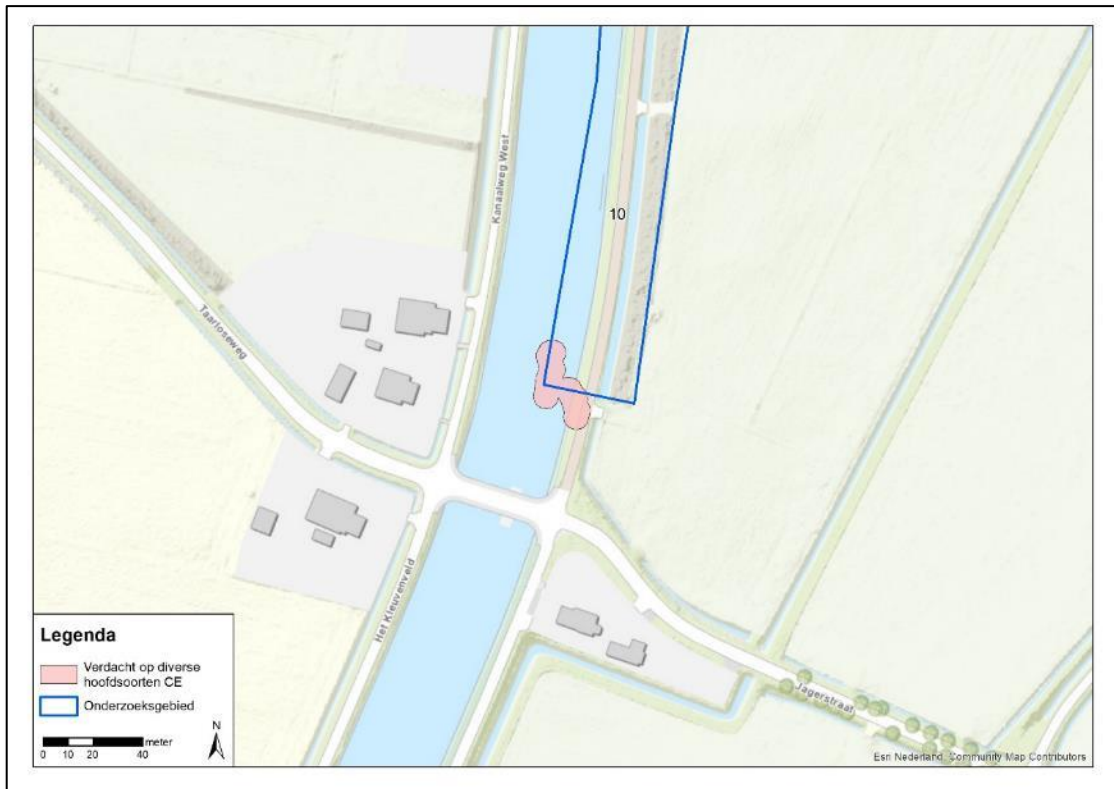 Kanaalweg West
10
Taarloseweg
Het Kleuvenveld
Jagerstraat
Legenda
Verdacht op diverse
hoofdsoorten CE
Onderzoeksgebied
N
meter
0 10 20 40
Esri Nederland, Community Map Contributors